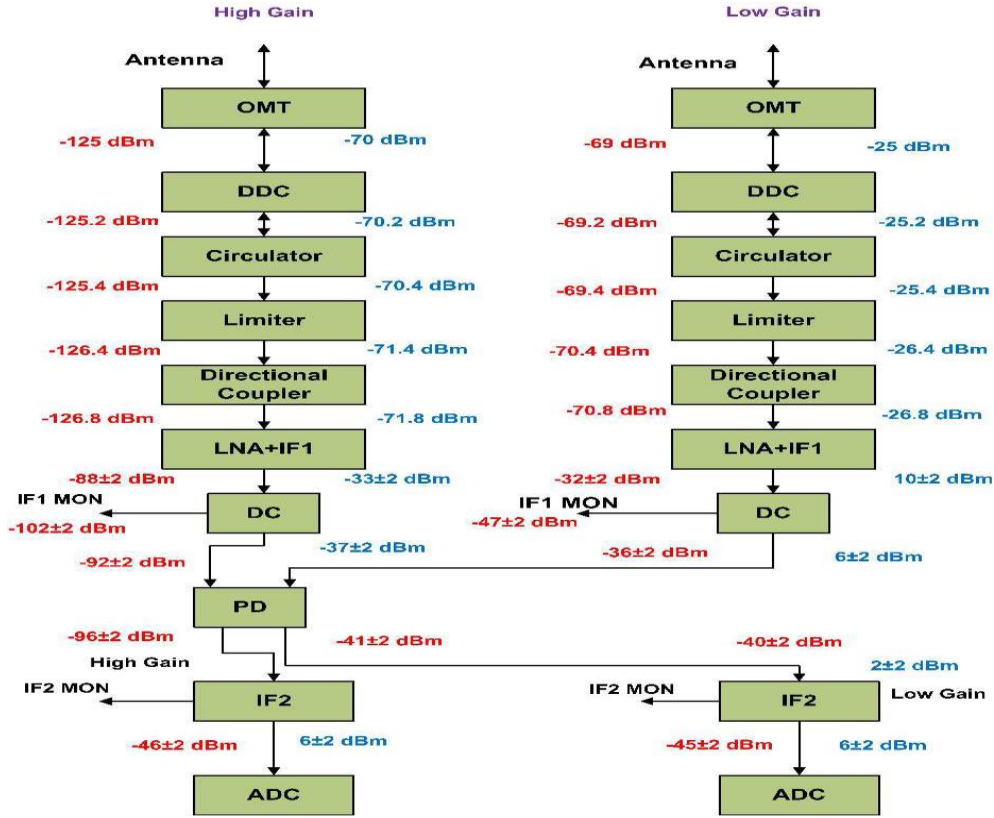 High Gain
Low Gain
Antenna
Antenna
OMT
OMT
-125 dBm
-70 dBm
-69 dBm
-25 dBm
DDC
DDC
-125.2 dBm
-70.2 dBm
-69.2 dBm
-25.2 dBm
Circulator
Circulator
-125.4 dBm
-70.4 dBm
-69.4 dBm
-25.4 dBm
Limiter
Limiter
-126.4 dBm
-71.4 dBm
-70.4 dBm
-26.4 dBm
Directional
Coupler
Directional
Coupler
-126.8 dBm
-71.8 dBm
-70.8 dBm
-26.8 dBm
LNA+IF1
LNA+IF1
-88±2 dBm
-33±2 dBm
-32±2 dBm
10±2 dBm
IF1 MON
DC
IF1 MON
DC
-102±2 dBm
-47±2 dBm
-92±2 dBm
-37±2 dBm
-36±2 dBm
6±2 dBm
PD
-96±2 dBm
-41±2 dBm
-40±2 dBm
2±2 dBm
High Gain
IF2 MON
IF2
IF2 MON
IF2
Low Gain
-46±2 dBm
6±2 dBm
-45±2 dBm
6±2 dBm
ADC
ADC